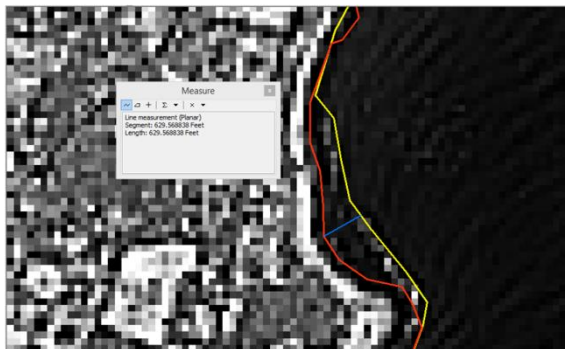 Measure
Line measurement (Planar)
Segment: 629.568838 Feet
Length: 629.568838 Feet